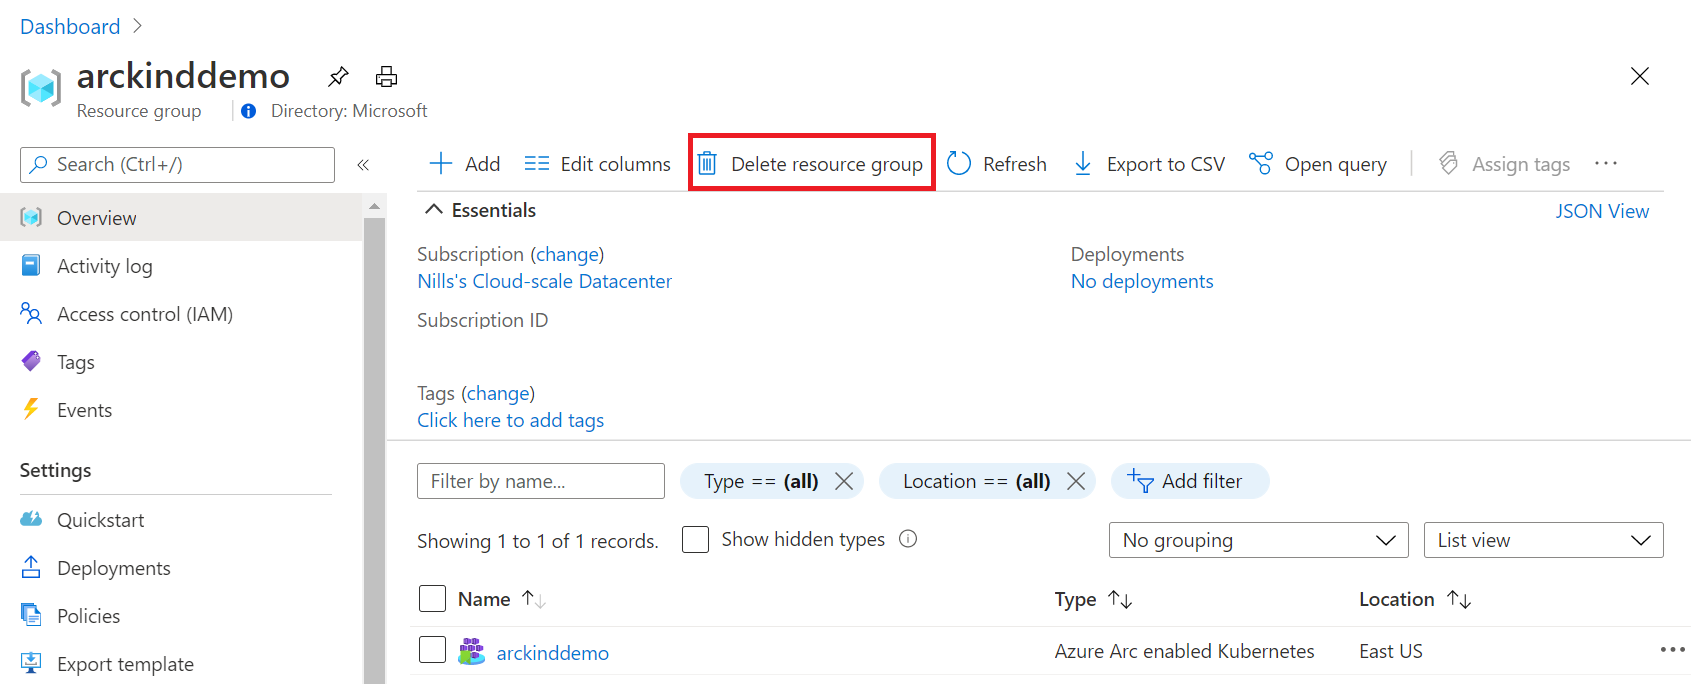 Dashboard
arckinddemo
Resource group
Directory: Microsoft
Search (Ctrl+/)
Add
Edit columns
Delete resource group
Refresh
Export to CSV
Open query
Assign tags
Overview
Activity log
Access control (IAM)
Tags
Events
Settings
Quickstart
Deployments
Policies
Export template
Essentials
JSON View
Subscription (change)
Nills's Cloud-scale Datacenter
Deployments
No deployments
Subscription ID
Tags (change)
Click here to add tags
Filter by name...
Type == (all)
Location == (all)
Add filter
Showing 1 to 1 of 1 records.
Show hidden types
No grouping
List view
Name
Type
Location
arckinddemo
Azure Arc enabled Kubernetes
East US